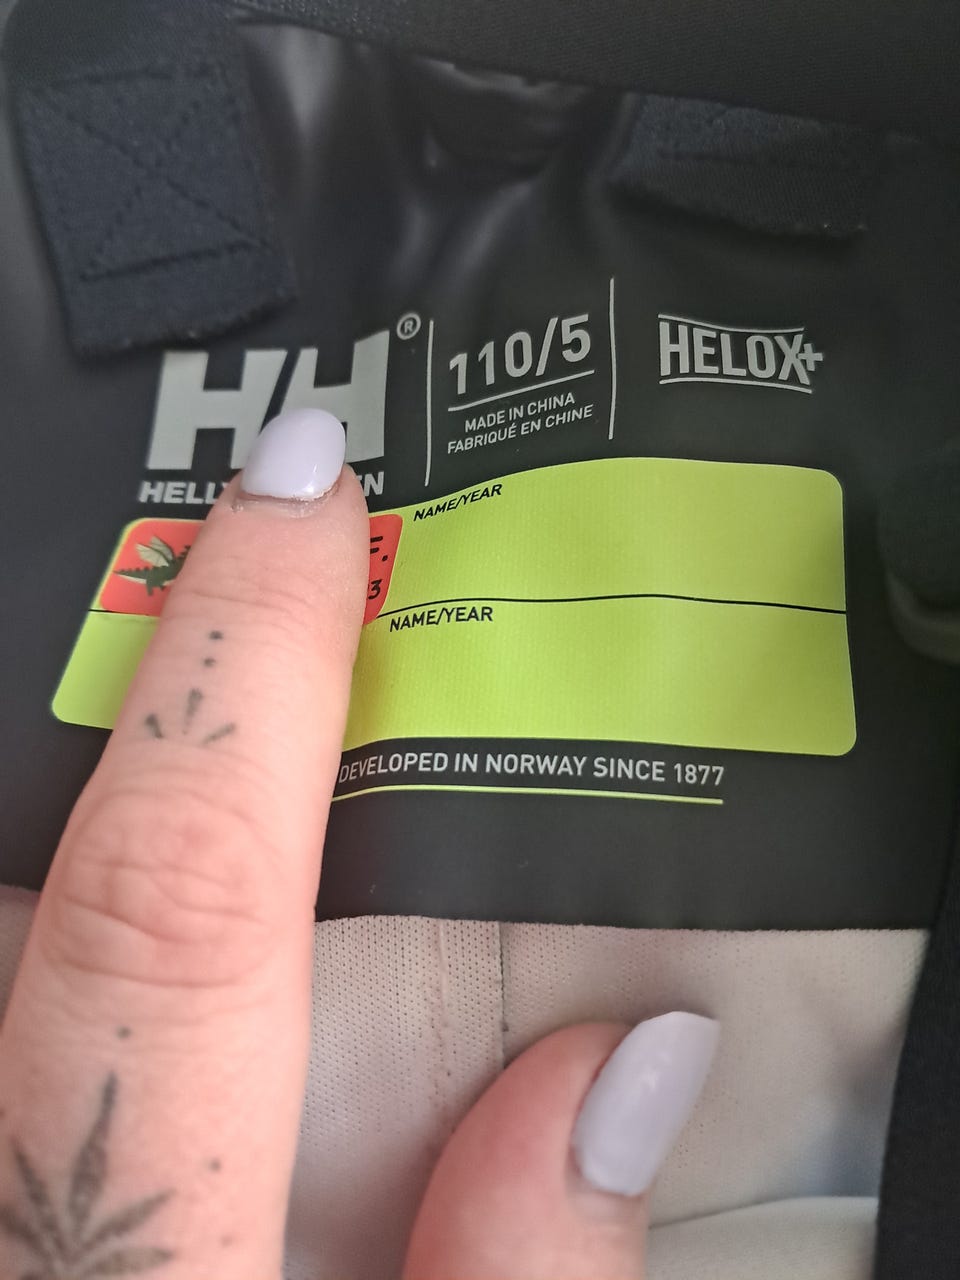 HH®
110/5
MADE IN CHINA
FABRIQUÉ EN CHINE
HELOX+
NAME/YEAR
NAME/YEAR
DEVELOPED IN NORWAY SINCE 1877